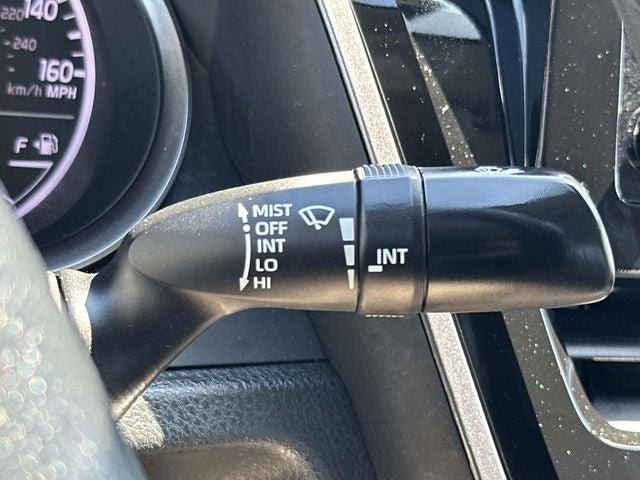 220
140
240
160
km/h MPH
F
MIST
OFF
INT
LO
HI
INT